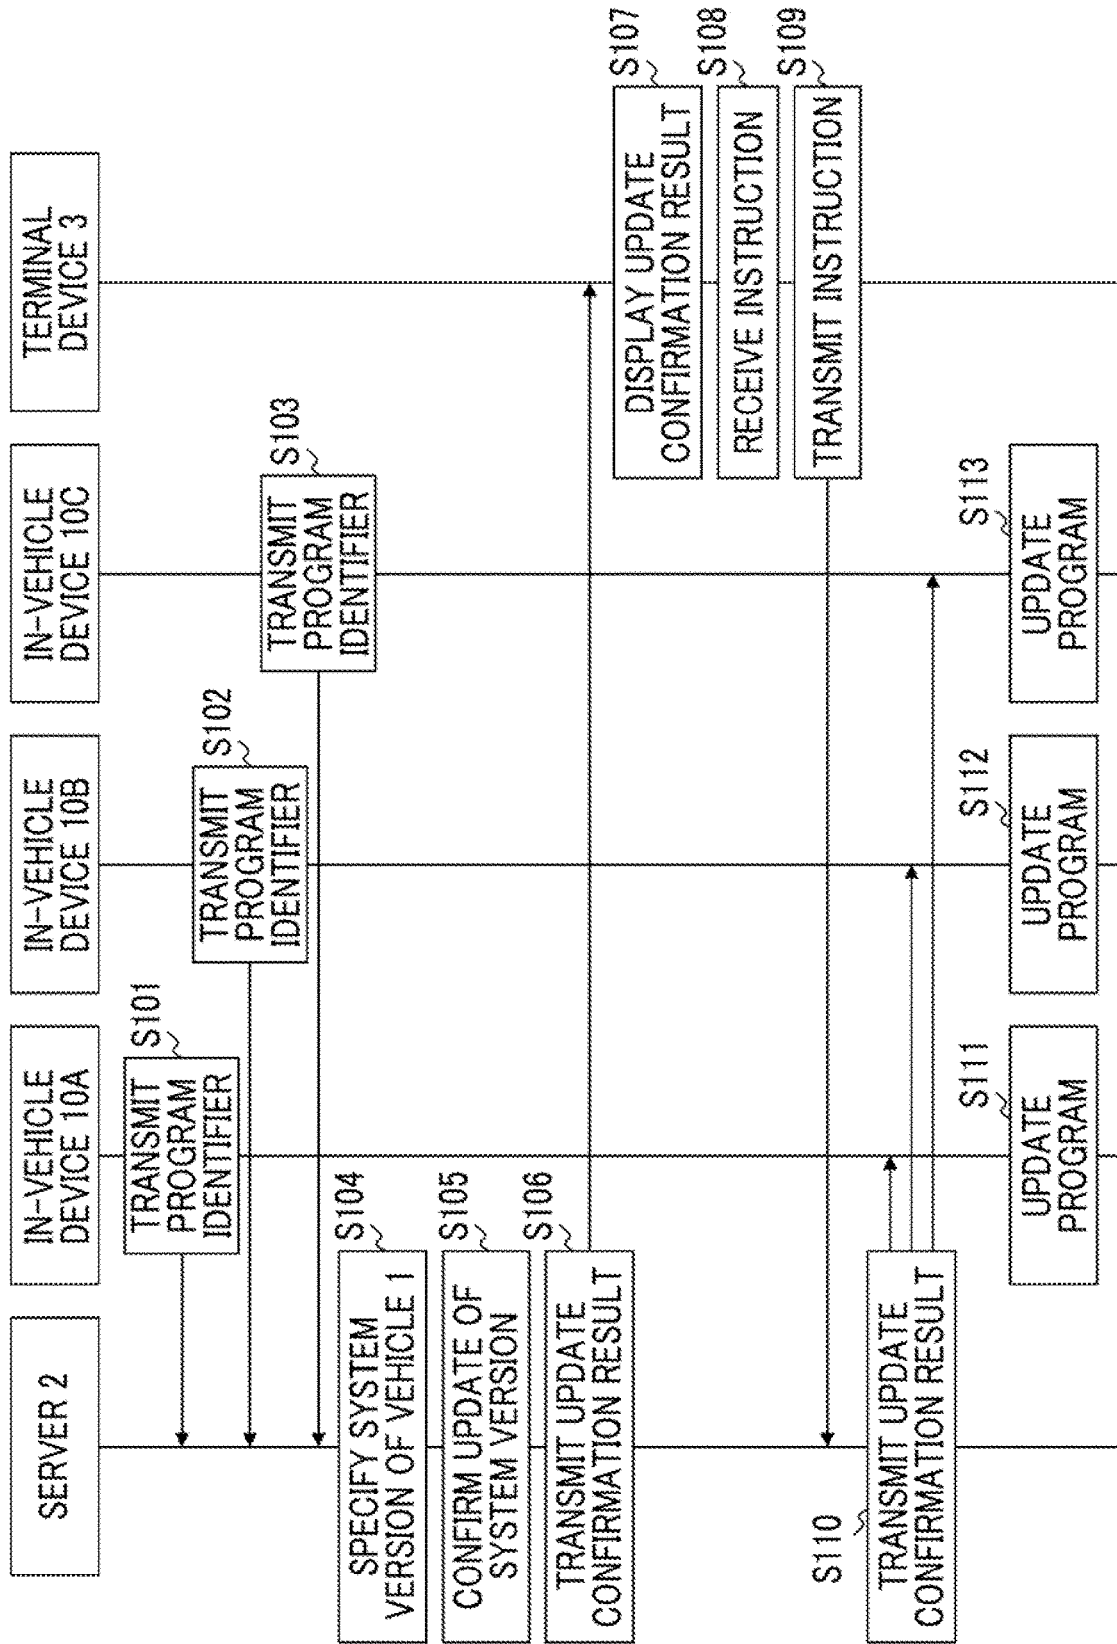 SERVER 2
IN-VEHICLE
DEVICE 10A
IN-VEHICLE
DEVICE 10B
IN-VEHICLE
DEVICE 10C
TERMINAL
DEVICE 3
S101
TRANSMIT
PROGRAM
IDENTIFIER
S102
TRANSMIT
PROGRAM
IDENTIFIER
S103
TRANSMIT
PROGRAM
IDENTIFIER
S104
SPECIFY SYSTEM
VERSION OF VEHICLE 1
S105
CONFIRM UPDATE OF
SYSTEM VERSION
S106
TRANSMIT UPDATE
CONFIRMATION RESULT
S107
DISPLAY UPDATE
CONFIRMATION RESULT
S108
RECEIVE INSTRUCTION
S109
TRANSMIT INSTRUCTION
S110
TRANSMIT UPDATE
CONFIRMATION RESULT
S111
UPDATE
PROGRAM
S112
UPDATE
PROGRAM
S113
UPDATE
PROGRAM